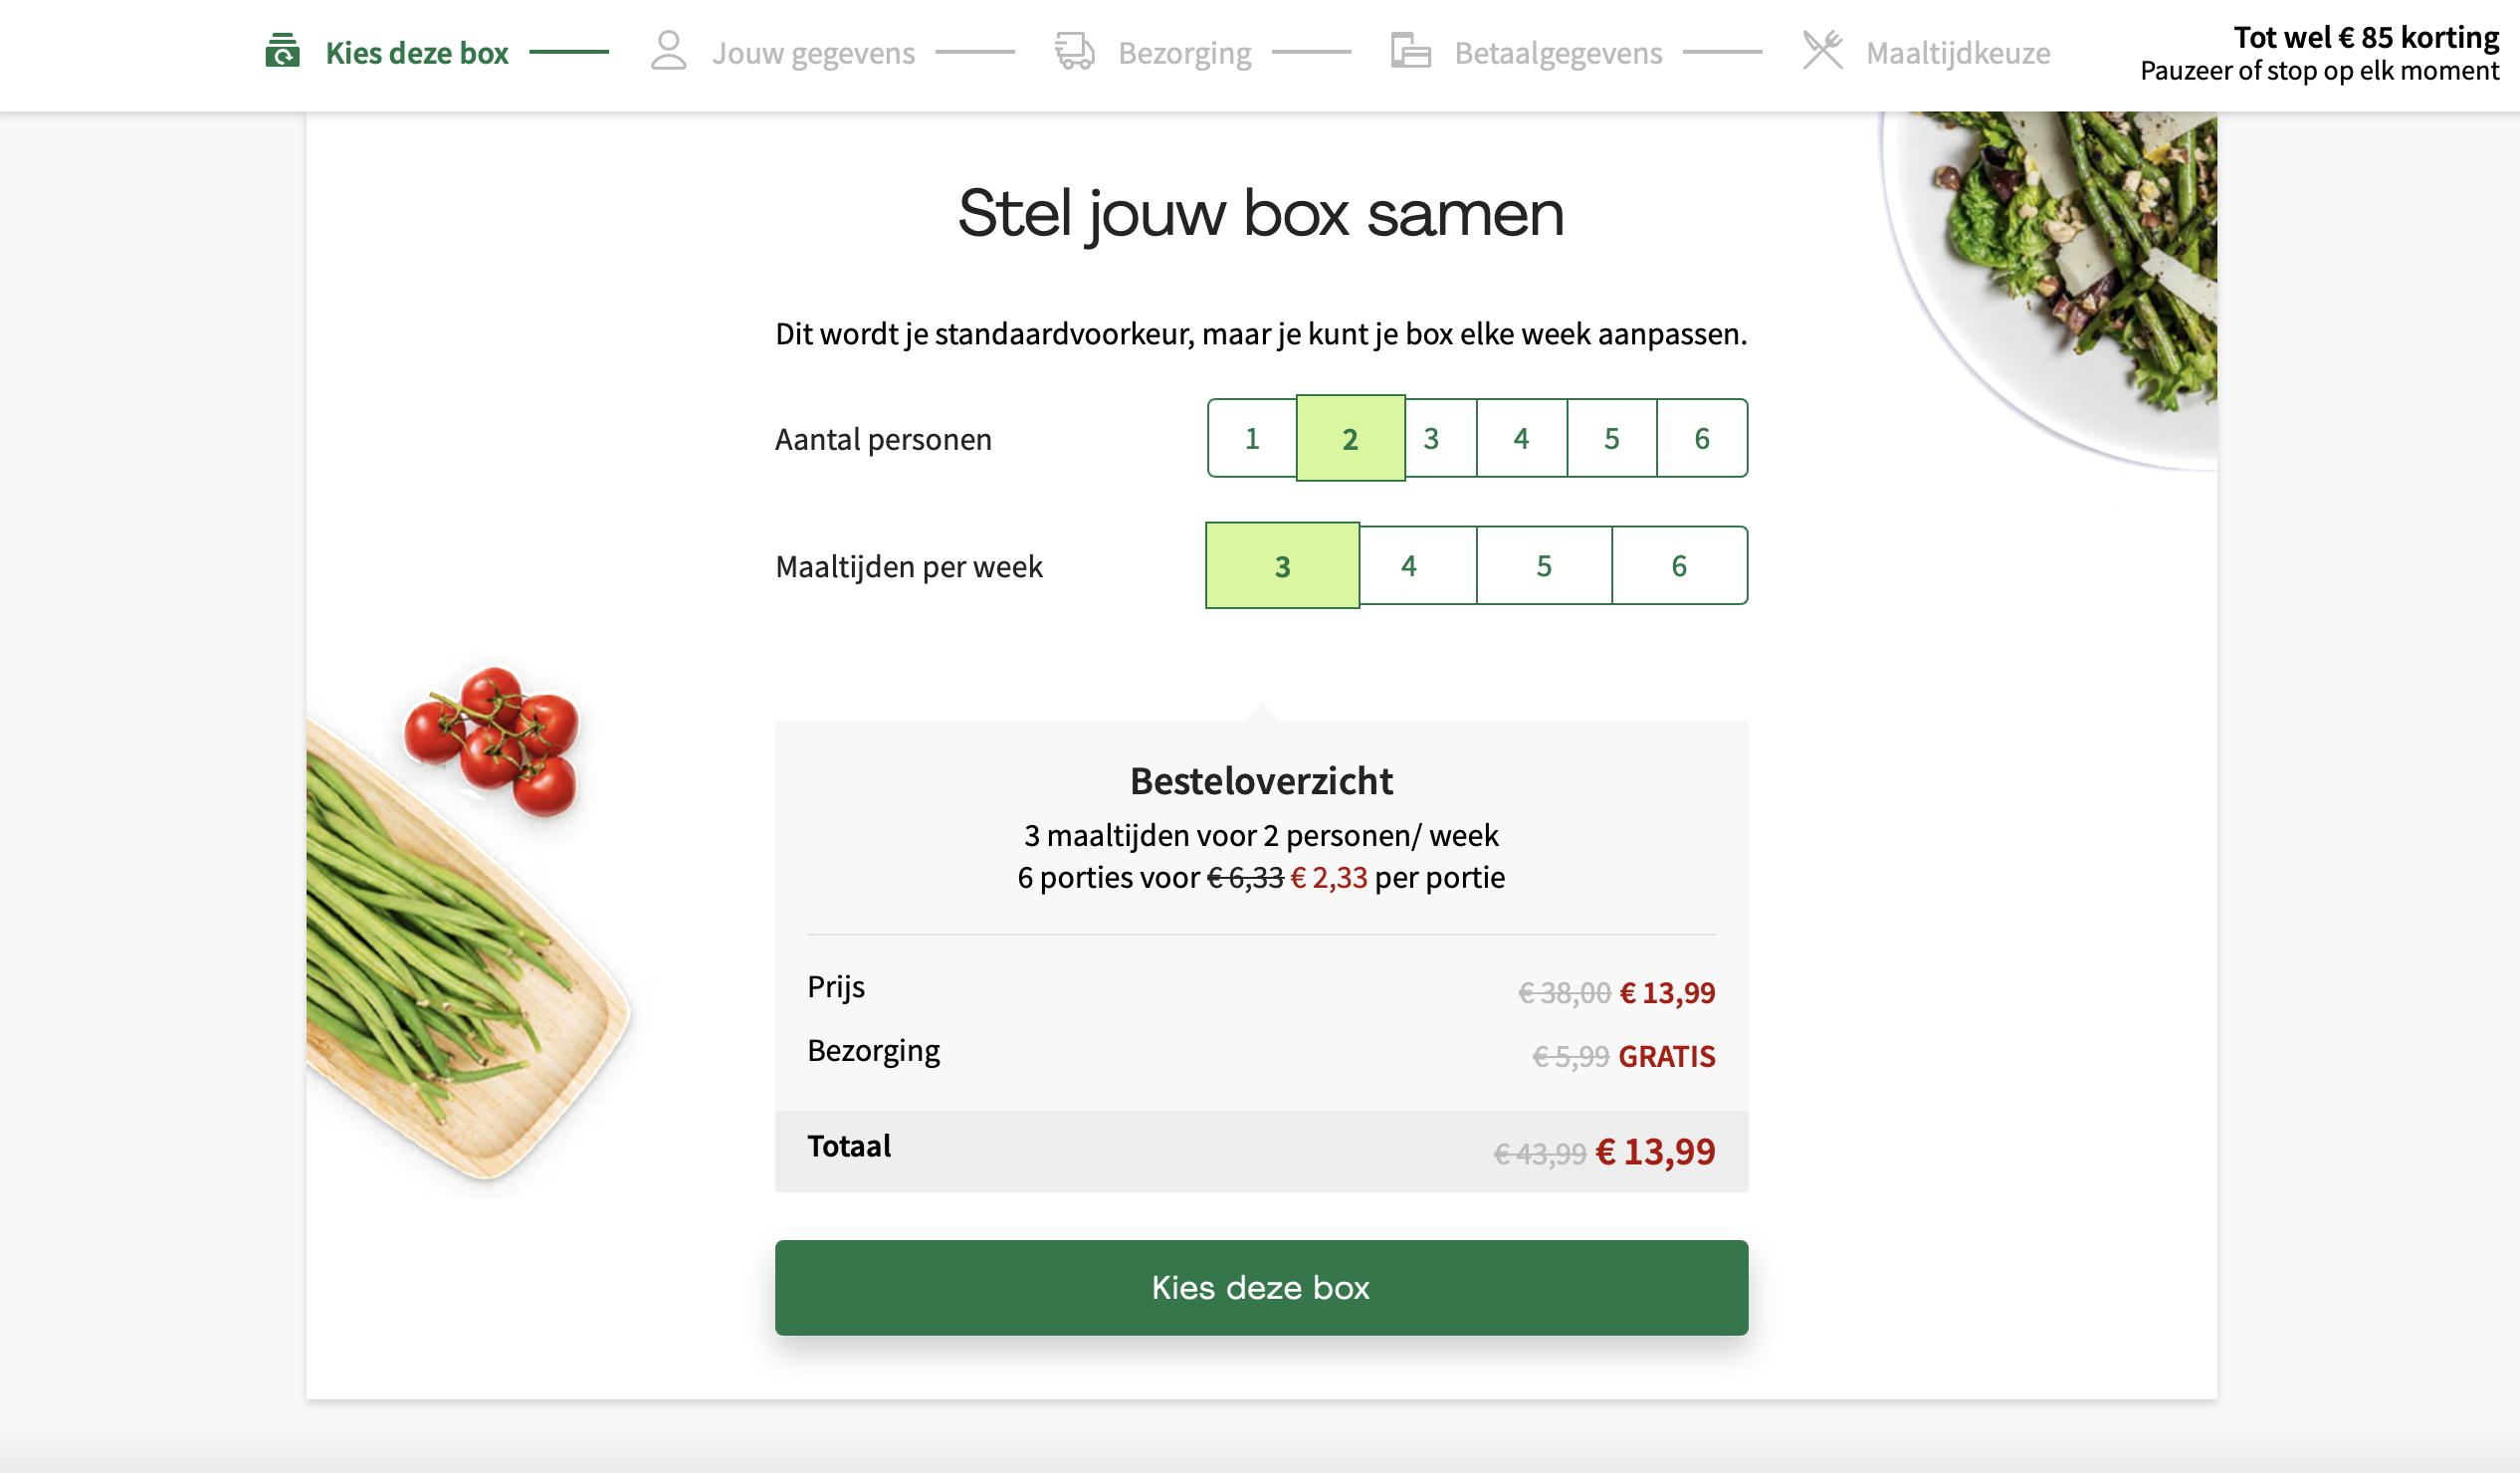 Kies deze box
Jouw gegevens
Bezorging
Betaalgegevens
Maaltijdkeuze
Tot wel € 85 korting
Pauzeer of stop op elk moment
Stel jouw box samen
Dit wordt je standaardvoorkeur, maar je kunt je box elke week aanpassen.
Aantal personen 1 2 3 4 5 6
Maaltijden per week 3 4 5 6
Besteloverzicht
3 maaltijden voor 2 personen/ week
6 porties voor € 6,33 € 2,33 per portie
Prijs € 38,00 € 13,99
Bezorging € 5,99 GRATIS
Totaal € 43,99 € 13,99
Kies deze box